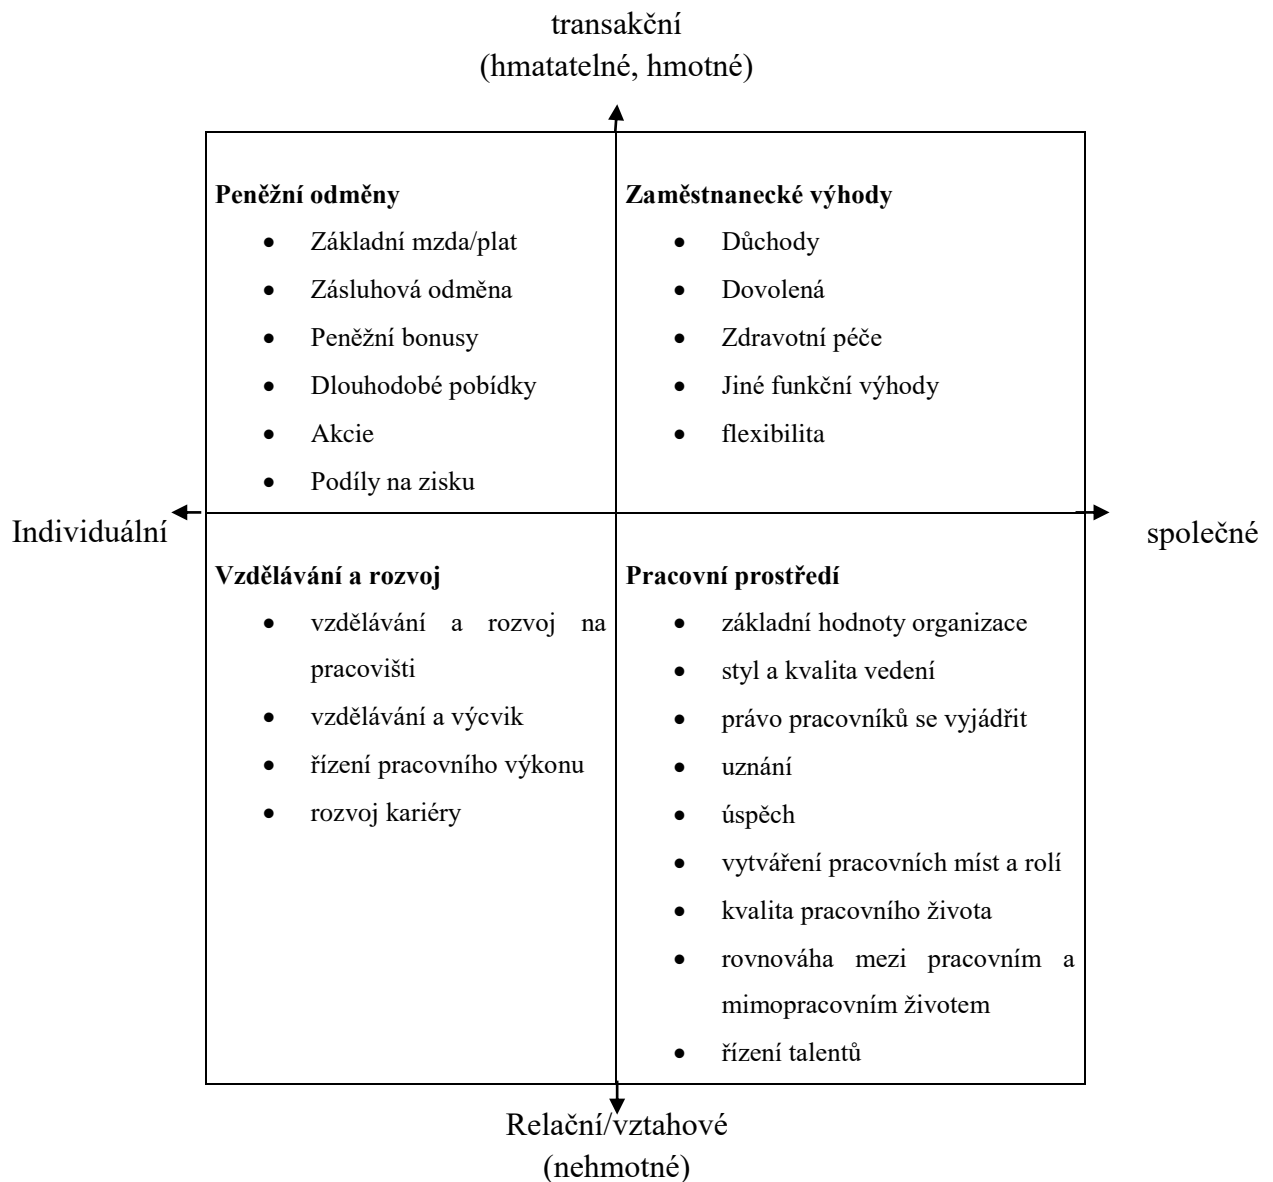 transakční
(hmatatelné, hmotné)
Peněžní odměny
• Základní mzda/plat
• Zásluhová odměna
• Peněžní bonusy
• Dlouhodobé pobídky
• Akcie
• Podíly na zisku
Zaměstnanecké výhody
• Důchody
• Dovolená
• Zdravotní péče
• Jiné funkční výhody
• flexibilita
Individuální
společné
Vzdělávání a rozvoj
• vzdělávání a rozvoj na
pracovišti
• vzdělávání a výcvik
• řízení pracovního výkonu
• rozvoj kariéry
Pracovní prostředí
• základní hodnoty organizace
• styl a kvalita vedení
• právo pracovníků se vyjádřit
• uznání
• úspěch
• vytváření pracovních míst a rolí
• kvalita pracovního života
• rovnováha mezi pracovním a
mimopracovním životem
• řízení talentů
Relační/vztahové
(nehmotné)